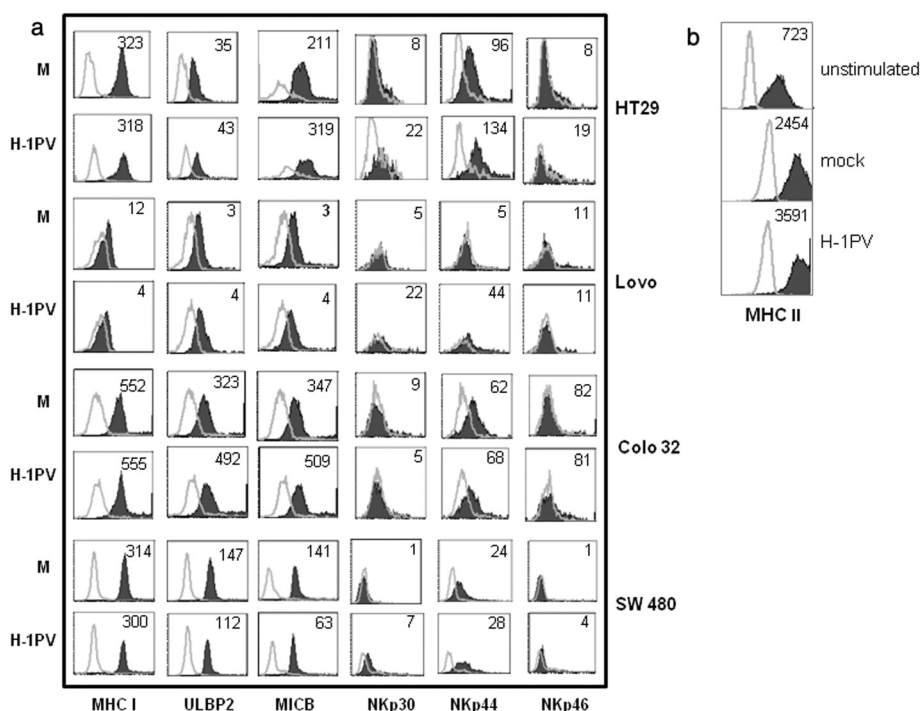 a
M 323 35 211 8 96 8
HT29
H-1PV 318 43 319 22 134 19
M 12 3 3 5 5 11
Lovo
H-1PV 4 4 4 22 44 11
M 552 323 347 9 62 82
Colo 32
H-1PV 555 492 509 5 68 81
M 314 147 141 1 24 1
SW 480
H-1PV 300 112 63 7 28 4
MHC I ULBP2 MICB NKp30 NKp44 NKp46
b
723 unstimulated
2454 mock
3591 H-1PV
MHC II